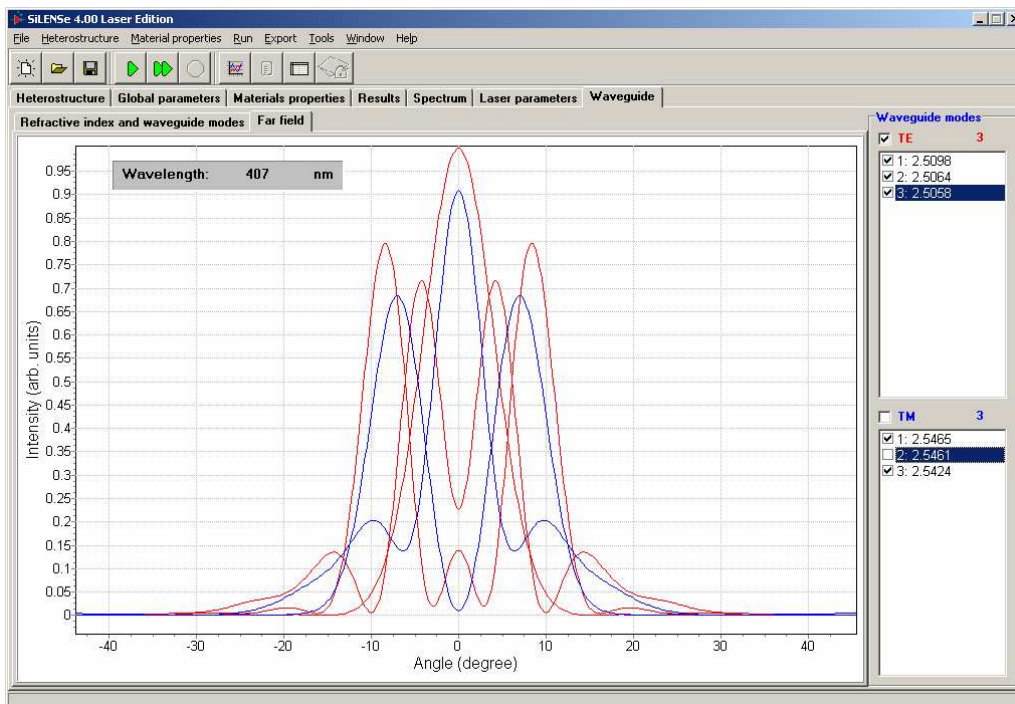 SiLENSe 4.00 Laser Edition
File Heterostructure Material properties Run Export Tools Window Help
Heterostructure Global parameters Materials properties Results Spectrum Laser parameters Waveguide
Refractive index and waveguide modes Far field
Wavelength: 407 nm
Intensity (arb. units)
0.95
0.9
0.85
0.8
0.75
0.7
0.65
0.6
0.55
0.5
0.45
0.4
0.35
0.3
0.25
0.2
0.15
0.1
0.05
0
-40 -30 -20 -10 0 10 20 30 40
Angle (degree)
Waveguide modes
TE 3
1: 2.5098
2: 2.5064
3: 2.5058
TM 3
1: 2.5465
2: 2.5461
3: 2.5424